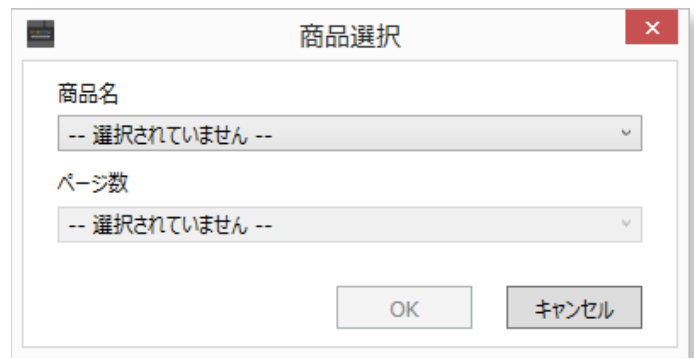 商品選択
商品名
-- 選択されていません --
ページ数
-- 選択されていません --
OK キャンセル